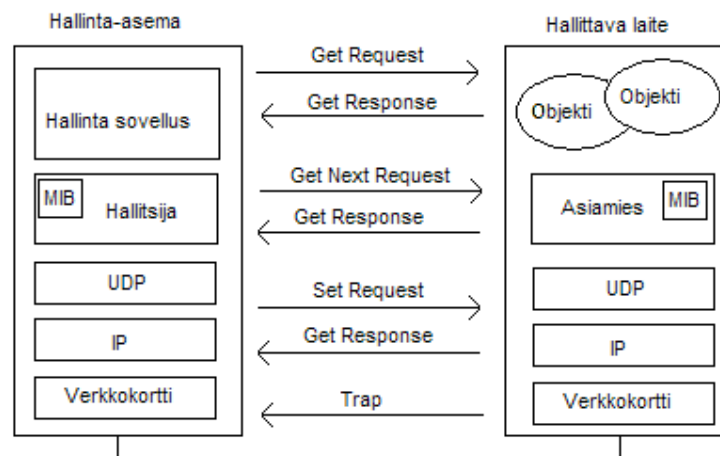 Hallinta-asema
Hallittava laite
Get Request
Get Response
Hallinta sovellus
Objekti
Objekti
Get Next Request
MIB
Hallitsija
Get Response
Asiamies
MIB
UDP
Set Request
UDP
IP
Get Response
IP
Verkkokortti
Trap
Verkkokortti